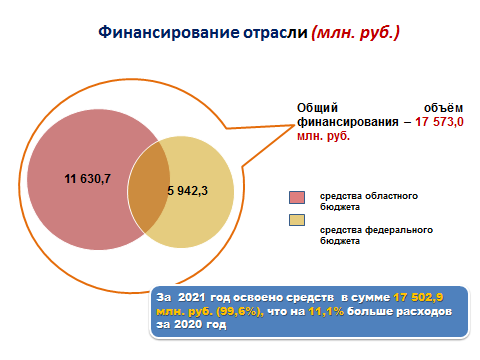 Финансирование отрасли (млн. руб.)
Общий объём
финансирования – 17 573,0
млн. руб.
11 630,7
5 942,3
средства областного
бюджета
средства федерального
бюджета
За 2021 год освоено средств в сумме 17 502,9
млн. руб. (99,6%), что на 11,1% больше расходов
за 2020 год